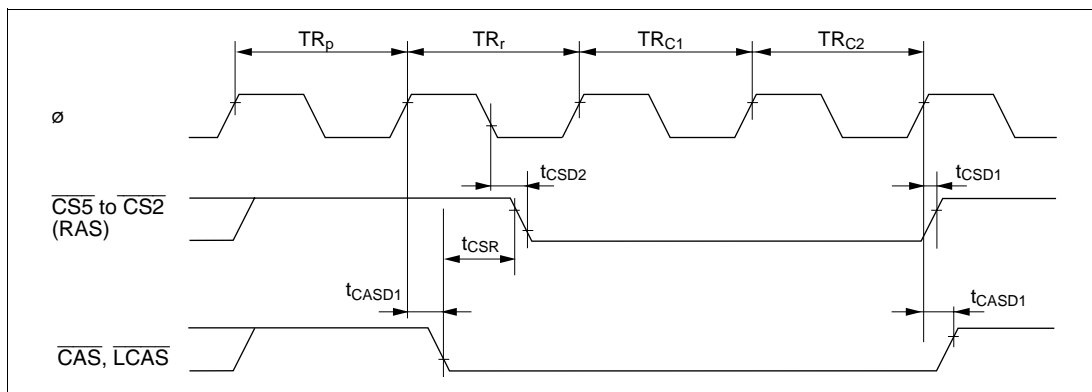 TRp TRr TRC1 TRC2
ø
tCSD2 tCSD1
CS5 to CS2
(RAS)
tCSR
tCASD1 tCASD1
CAS, LCAS